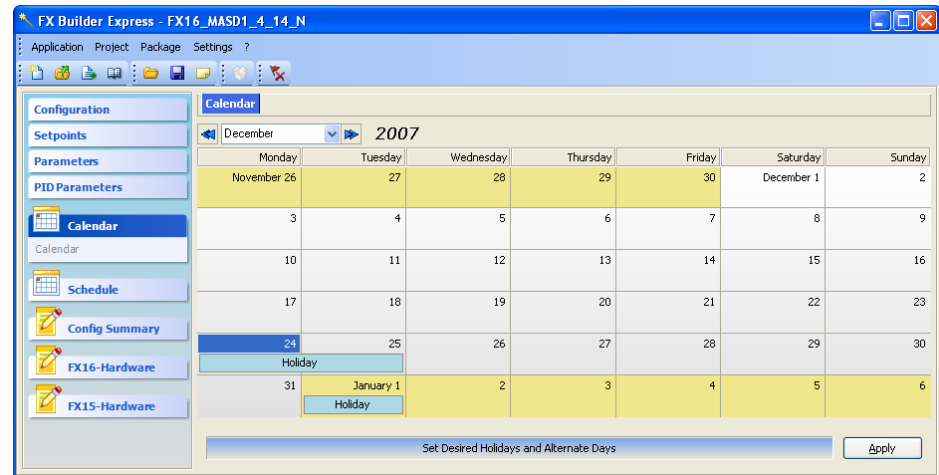 FX Builder Express - FX16_MASD1_4_14_N
Application Project Package Settings ?
Configuration
Setpoints
Parameters
PID Parameters
Calendar
Calendar
Schedule
Config Summary
FX16-Hardware
FX15-Hardware
Calendar
December 2007
Monday Tuesday Wednesday Thursday Friday Saturday Sunday
November 26 27 28 29 30 December 1 2
3 4 5 6 7 8 9
10 11 12 13 14 15 16
17 18 19 20 21 22 23
24 25 26 27 28 29 30
Holiday
31 January 1 2 3 4 5 6
Holiday
Set Desired Holidays and Alternate Days
Apply